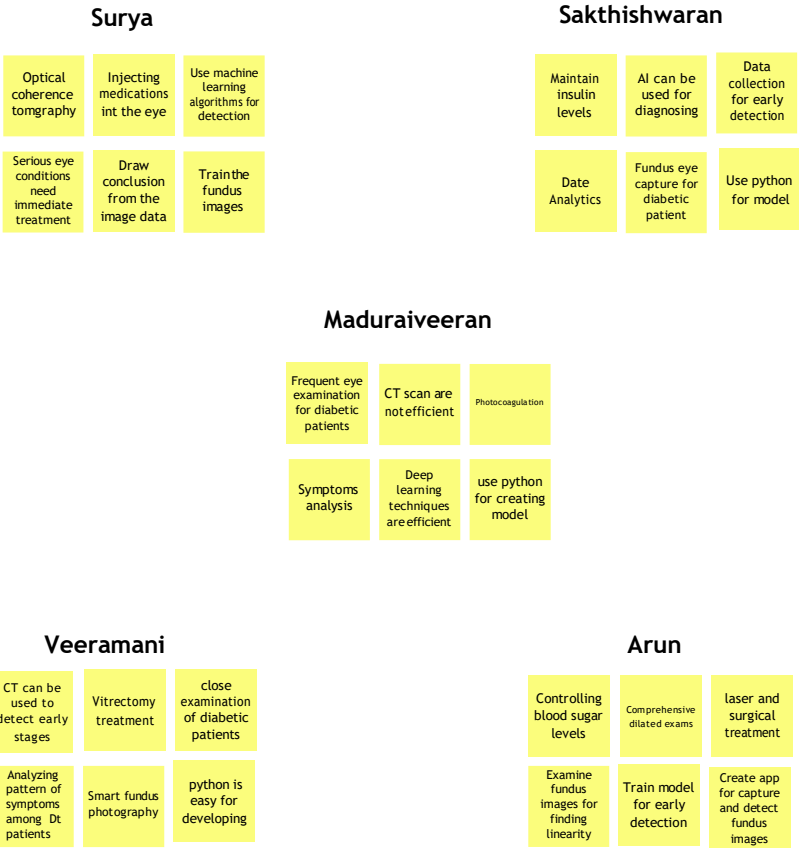 Surya
Optical
coherence
tomgraphy
Injecting
medications
int the eye
Use machine
learning
algorithms for
detection
Serious eye
conditions
need
immediate
treatment
Draw
conclusion
from the
image data
Train the
fundus
images
Sakthishwaran
Maintain
insulin
levels
AI can be
used for
diagnosing
Data
collection
for early
detection
Date
Analytics
Fundus eye
capture for
diabetic
patient
Use python
for model
Maduraiveeran
Frequent eye
examination
for diabetic
patients
CT scan are
not efficient
Photocoagulation
Symptoms
analysis
Deep
learning
techniques
are efficient
use python
for creating
model
Veeramani
CT can be
used to
detect early
stages
Vitrectomy
treatment
close
examination
of diabetic
patients
Analyzing
pattern of
symptoms
among Dt
patients
Smart fundus
photography
python is
easy for
developing
Arun
Controlling
blood sugar
levels
Comprehensive
dilated exams
laser and
surgical
treatment
Examine
fundus
images for
finding
linearity
Train model
for early
detection
Create app
for capture
and detect
fundus
images